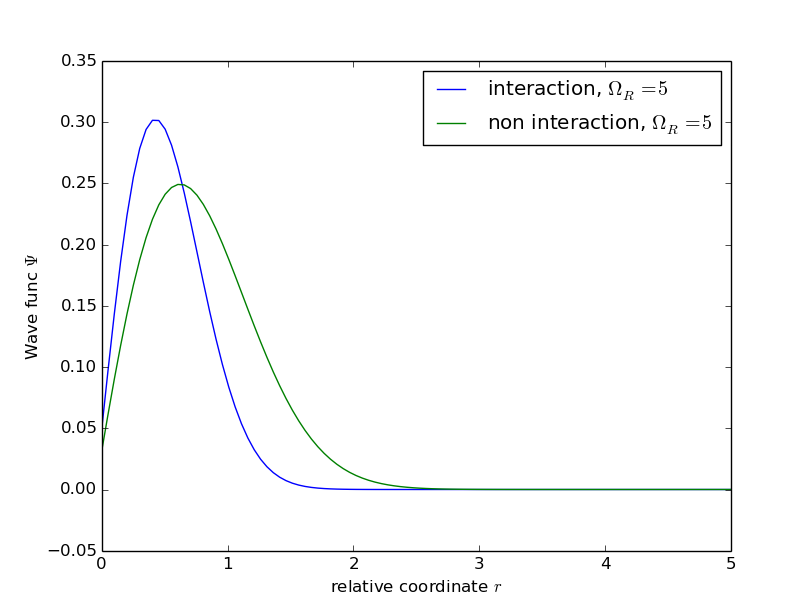 0.35
0.30
0.25
0.20
0.15
0.10
0.05
0.00
−0.05
0 1 2 3 4 5
Wave func Ψ
relative coordinate r
interaction, Ω_R = 5
non interaction, Ω_R = 5